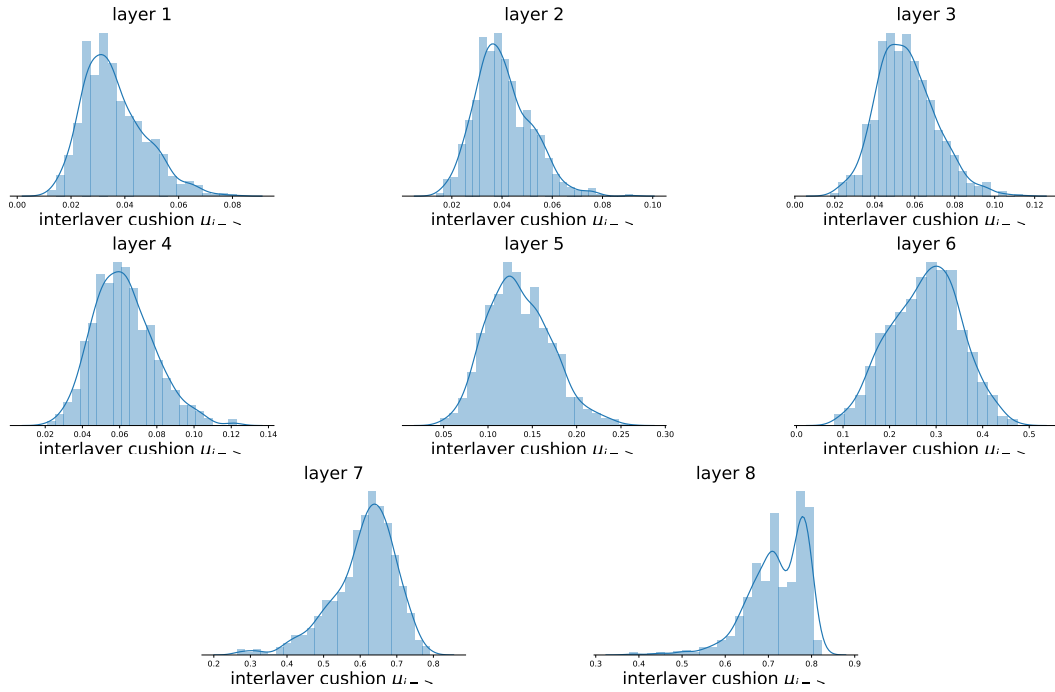 layer 1
layer 2
layer 3
0.00 0.02 0.04 0.06 0.08
0.02 0.04 0.06 0.08 0.10
0.00 0.02 0.04 0.06 0.08 0.10 0.12
interlayer cushion
interlayer cushion
interlayer cushion
layer 4
layer 5
layer 6
0.02 0.04 0.06 0.08 0.10 0.12 0.14
0.05 0.10 0.15 0.20 0.25 0.30
0.0 0.1 0.2 0.3 0.4 0.5
interlayer cushion
interlayer cushion
interlayer cushion
layer 7
layer 8
0.2 0.3 0.4 0.5 0.6 0.7 0.8
0.3 0.4 0.5 0.6 0.7 0.8 0.9
interlayer cushion
interlayer cushion